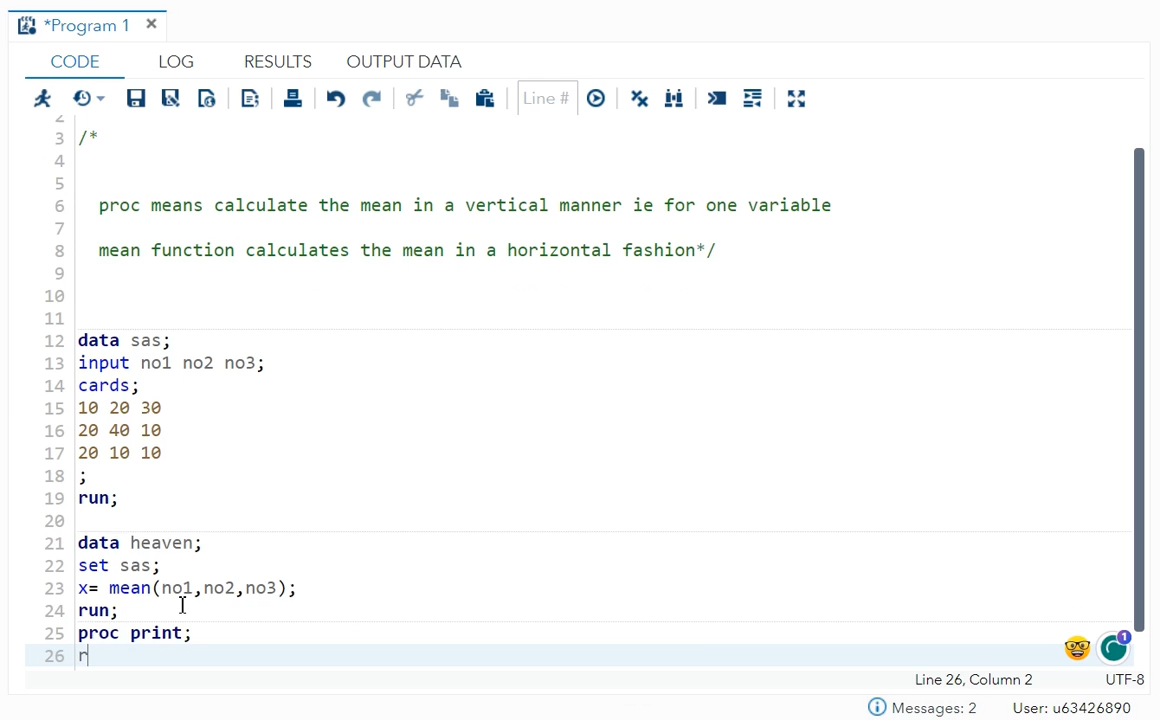 *Program 1
CODE LOG RESULTS OUTPUT DATA
Line #
3 /*
4
5
6 proc means calculate the mean in a vertical manner ie for one variable
7
8 mean function calculates the mean in a horizontal fashion*/
9
10
11
12 data sas;
13 input no1 no2 no3;
14 cards;
15 10 20 30
16 20 40 10
17 20 10 10
18 ;
19 run;
20
21 data heaven;
22 set sas;
23 x= mean(no1,no2,no3);
24 run;
25 proc print;
26 r
1
Line 26, Column 2 UTF-8
Messages: 2 User: u63426890